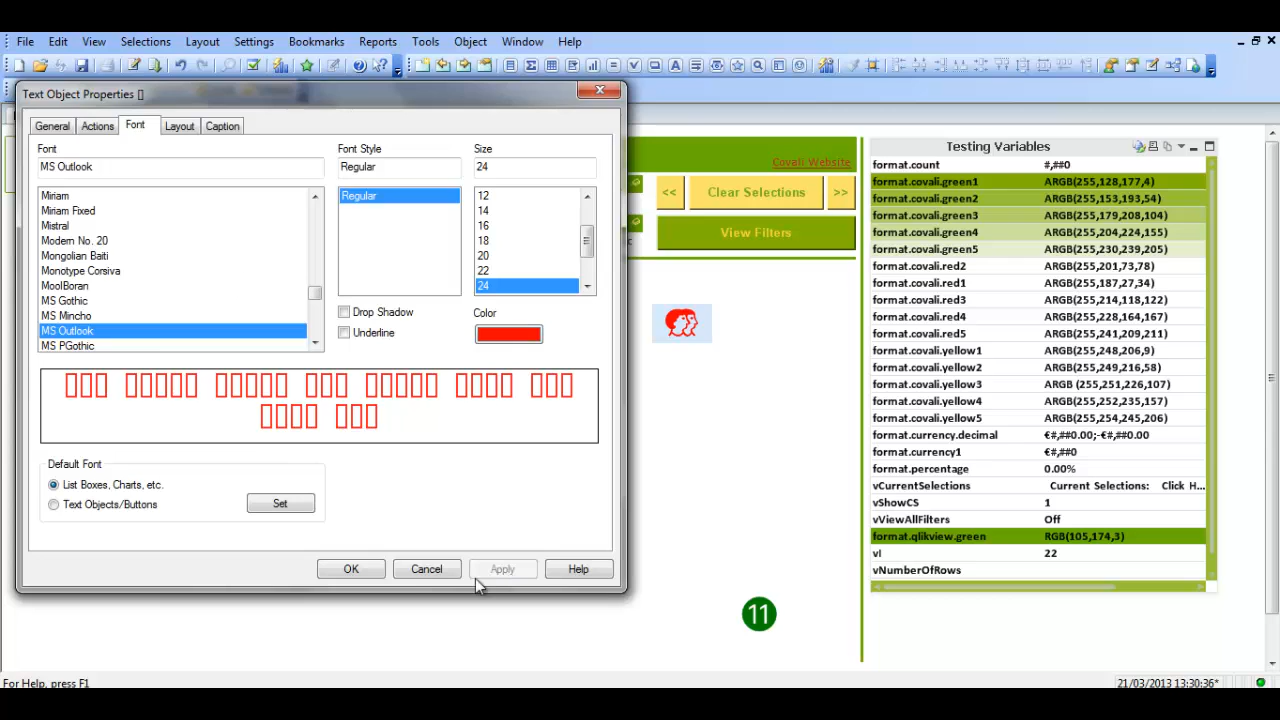 File Edit View Selections Layout Settings Bookmarks Reports Tools Object Window Help
Text Object Properties []
General Actions Font Layout Caption
Font Font Style Size
MS Outlook Regular 24
Miriam
Miriam Fixed
Mistral
Modern No. 20
Mongolian Baiti
Monotype Corsiva
MoolBoran
MS Gothic
MS Mincho
MS Outlook
MS PGothic
Regular
12
14
16
18
20
22
24
Drop Shadow
Underline
Color
Default Font
List Boxes, Charts, etc.
Text Objects/Buttons
Set
OK Cancel Apply Help
Covali Website
<< Clear Selections >>
View Filters
11
Testing Variables
format.count #,##0
format.covali.green1 ARGB(255,128,177,4)
format.covali.green2 ARGB(255,153,193,54)
format.covali.green3 ARGB(255,179,208,104)
format.covali.green4 ARGB(255,204,224,155)
format.covali.green5 ARGB(255,230,239,205)
format.covali.red2 ARGB(255,201,73,78)
format.covali.red1 ARGB(255,187,27,34)
format.covali.red3 ARGB(255,214,118,122)
format.covali.red4 ARGB(255,228,164,167)
format.covali.red5 ARGB(255,241,209,211)
format.covali.yellow1 ARGB(255,248,206,9)
format.covali.yellow2 ARGB(255,249,216,58)
format.covali.yellow3 ARGB (255,251,226,107)
format.covali.yellow4 ARGB(255,252,235,157)
format.covali.yellow5 ARGB(255,254,245,206)
format.currency.decimal €#,##0.00;-€#,##0.00
format.currency1 €#,##0
format.percentage 0.00%
vCurrentSelections Current Selections: Click H...
vShowCS 1
vViewAllFilters Off
format.qlikview.green RGB(105,174,3)
vI 22
vNumberOfRows
For Help, press F1
21/03/2013 13:30:36*